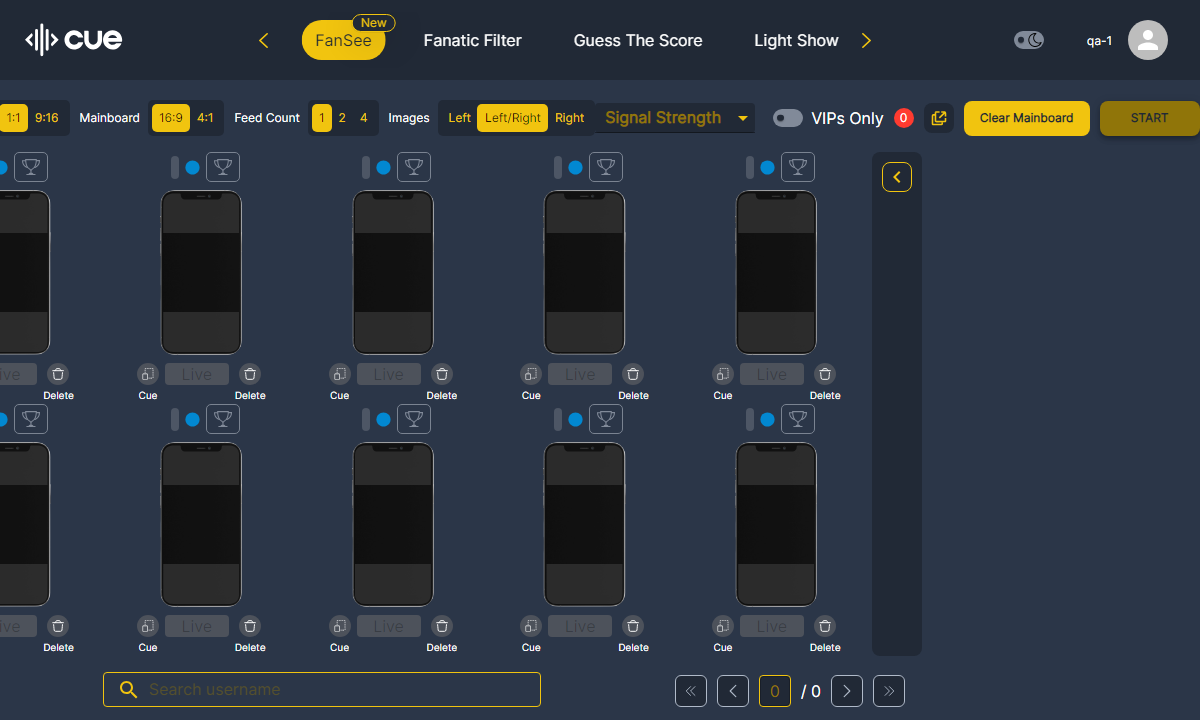 cue
FanSee
New
Fanatic Filter
Guess The Score
Light Show
qa-1
1:1 9:16 Mainboard 16:9 4:1 Feed Count 1 2 4 Images Left Left/Right Right Signal Strength VIPs Only 0 Clear Mainboard START
ive Live Live Live Live
Delete Cue Delete Cue Delete Cue Delete Cue Delete
ive Live Live Live Live
Delete Cue Delete Cue Delete Cue Delete Cue Delete
Search username
0 / 0